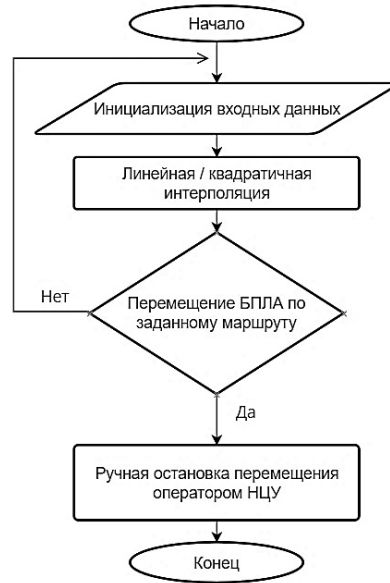 Начало
Инициализация входных данных
Линейная / квадратичная
интерполяция
Перемещение БПЛА по
заданному маршруту
Нет
Да
Ручная остановка перемещения
оператором НЦУ
Конец